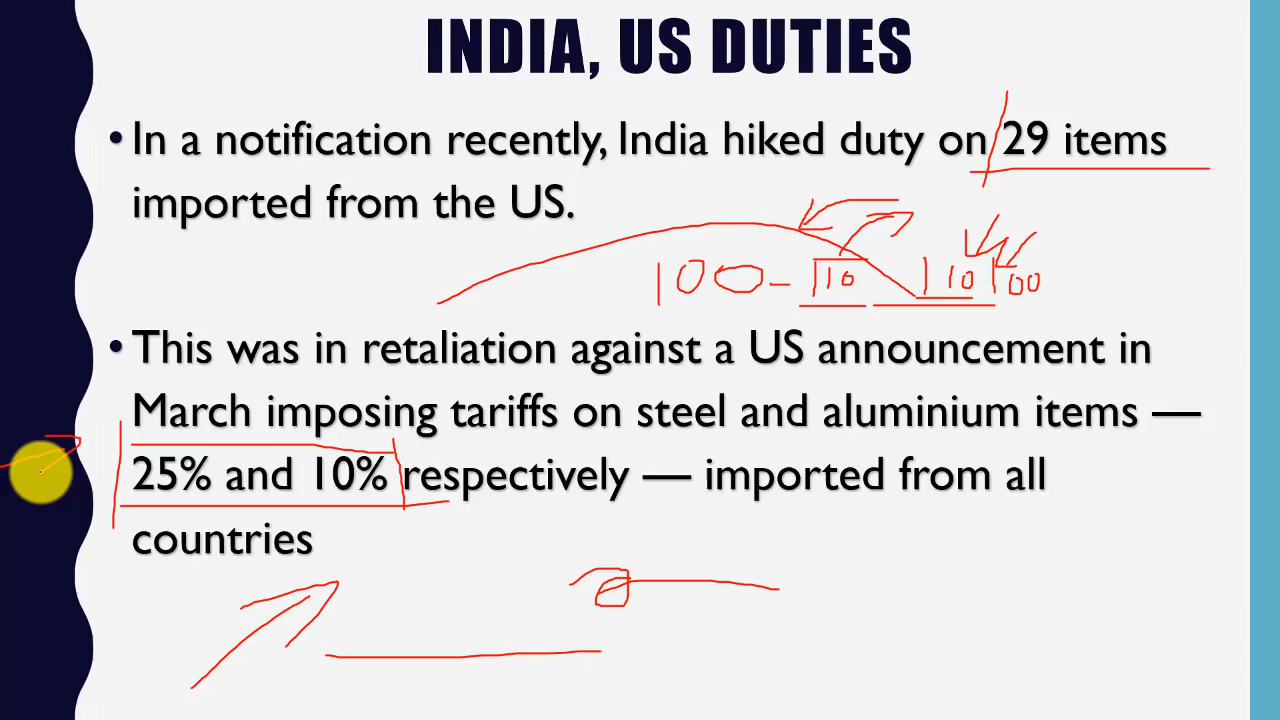 INDIA, US DUTIES
• In a notification recently, India hiked duty on 29 items
imported from the US.
100- 110 110 100
• This was in retaliation against a US announcement in
March imposing tariffs on steel and aluminium items —
25% and 10% respectively — imported from all
countries